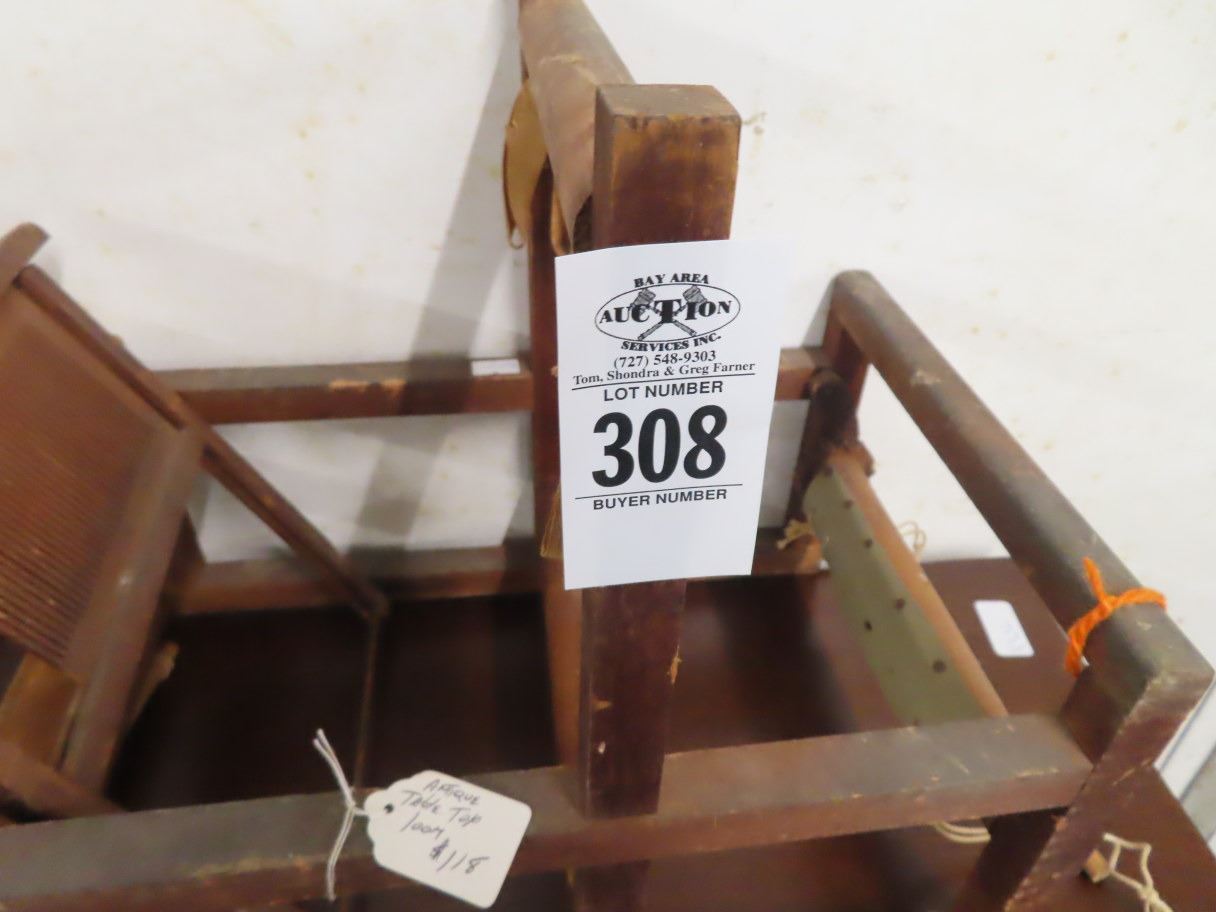 BAY AREA
AUCTION
SERVICES INC.
(727) 548-9303
Tom, Shondra & Greg Farner
LOT NUMBER
308
BUYER NUMBER
ANTIQUE
Table Top
loom
$118